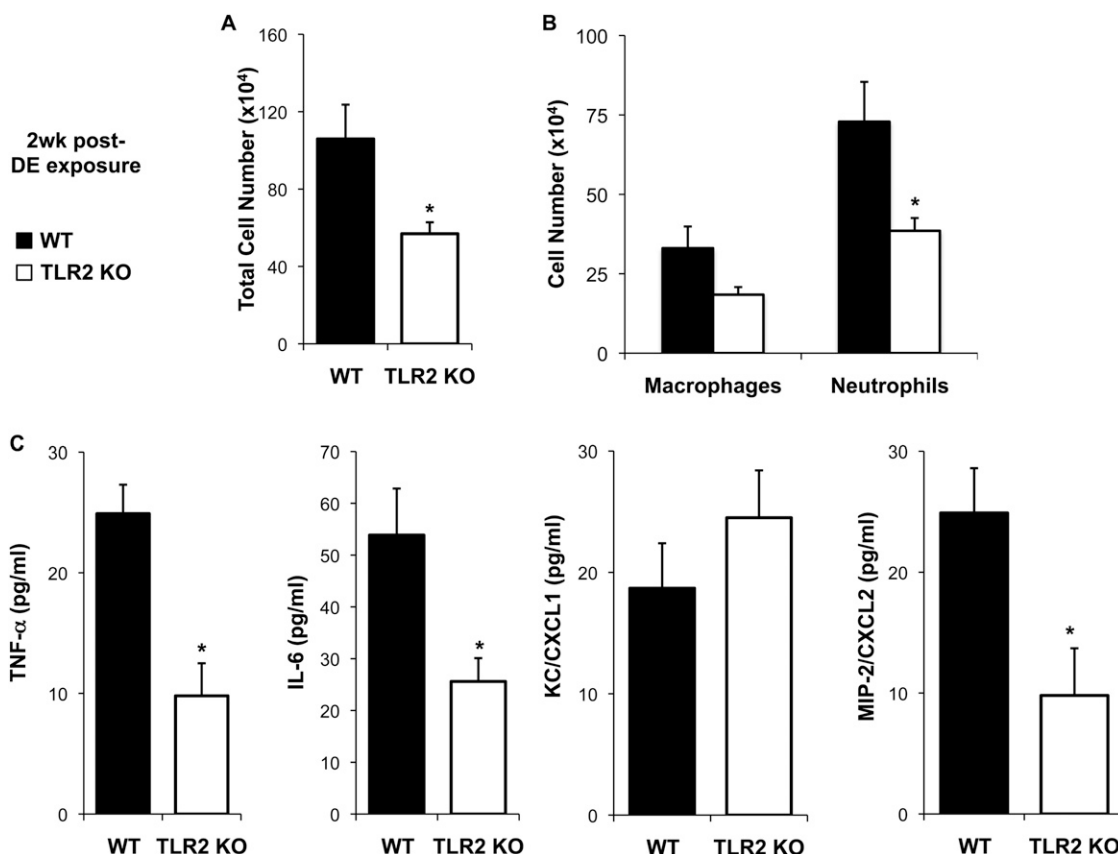 A
B
2wk post-
DE exposure
WT
TLR2 KO
Total Cell Number (x10⁴)
160
120
80
40
0
*
WT TLR2 KO
Cell Number (x10⁴)
100
75
50
25
0
*
Macrophages Neutrophils
C
TNF-α (pg/ml)
30
20
10
0
*
WT TLR2 KO
IL-6 (pg/ml)
70
60
50
40
30
20
10
0
*
WT TLR2 KO
KC/CXCL1 (pg/ml)
30
20
10
0
WT TLR2 KO
MIP-2/CXCL2 (pg/ml)
30
20
10
0
*
WT TLR2 KO